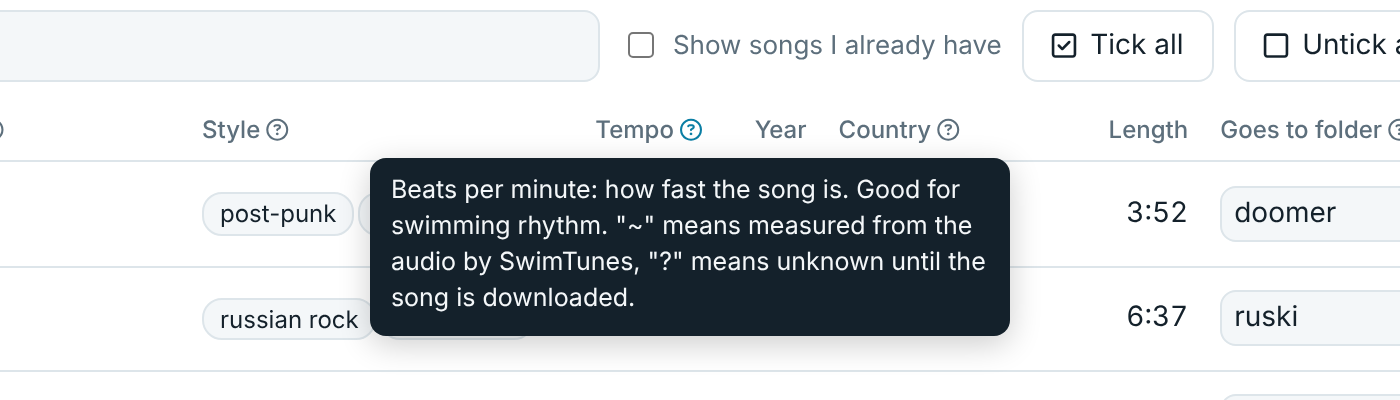 Show songs I already have
Tick all
Untick
Style
Tempo
Year
Country
Length
Goes to folder
Beats per minute: how fast the song is. Good for
swimming rhythm. "~" means measured from the
audio by SwimTunes, "?" means unknown until the
song is downloaded.
post-punk
3:52
doomer
russian rock
6:37
ruski